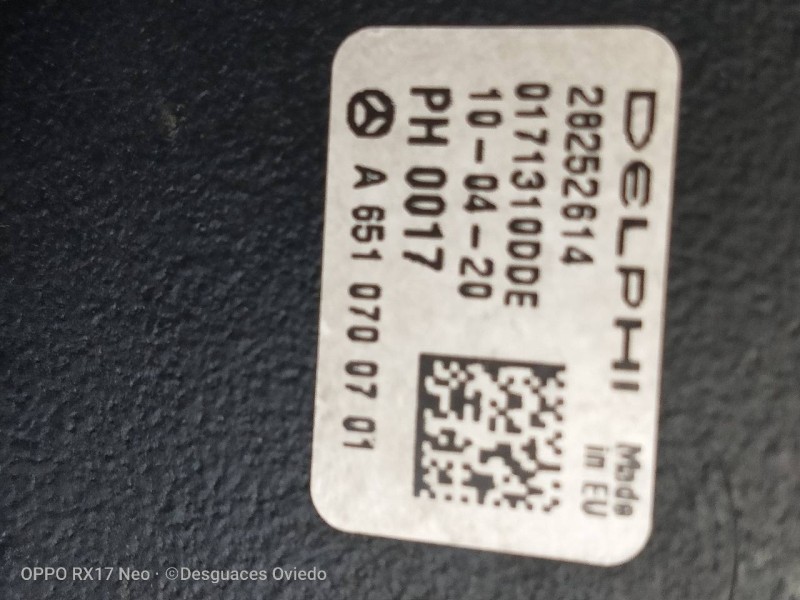 DELPHI
Made
in EU
28252614
0171310DDE
10-04-20
PH 0017
A 651 070 07 01
OPPO RX17 Neo · ©Desguaces Oviedo